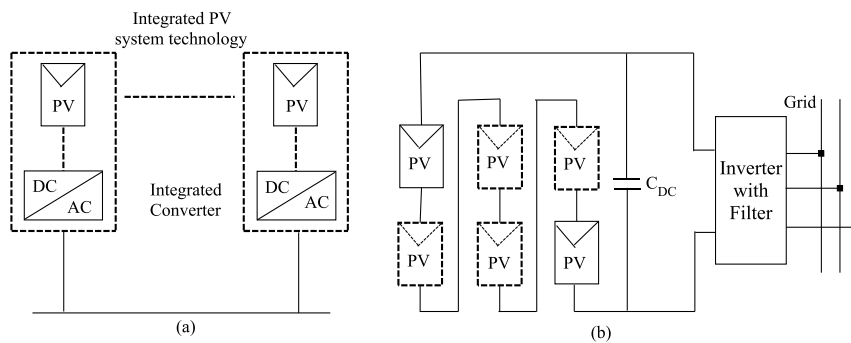 Integrated PV
system technology
PV
PV
DC
AC
DC
AC
Integrated
Converter
(a)
PV
PV
PV
PV
PV
PV
C_DC
Inverter
with
Filter
Grid
(b)